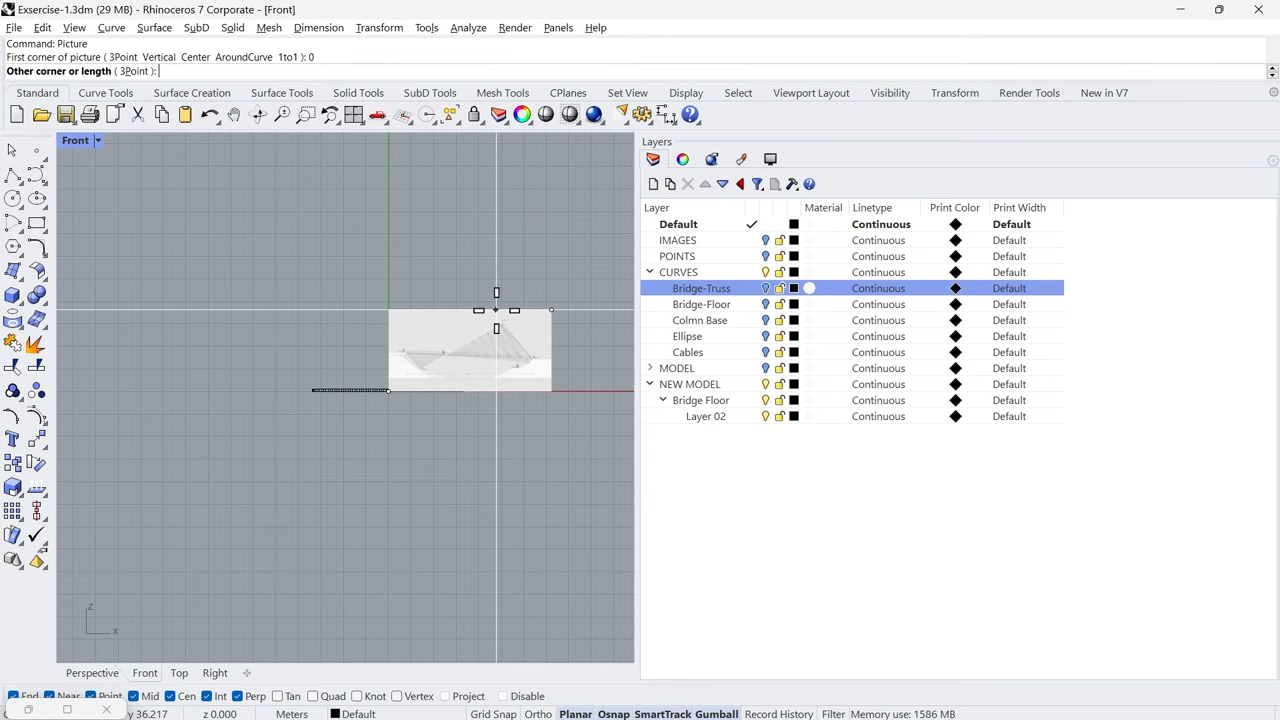 Exsercise-1.3dm (29 MB) - Rhinoceros 7 Corporate - [Front]
File Edit View Curve Surface SubD Solid Mesh Dimension Transform Tools Analyze Render Panels Help
Command: Picture
First corner of picture ( 3Point Vertical Center AroundCurve 1to1 ): 0
Other corner or length ( 3Point ):
Standard Curve Tools Surface Creation Surface Tools Solid Tools SubD Tools Mesh Tools CPlanes Set View Display Select Viewport Layout Visibility Transform Render Tools New in V7
Front
Layers
Layer Material Linetype Print Color Print Width
Default Continuous Default
IMAGES Continuous Default
POINTS Continuous Default
CURVES Continuous Default
Bridge-Truss Continuous Default
Bridge-Floor Continuous Default
Colmn Base Continuous Default
Ellipse Continuous Default
Cables Continuous Default
MODEL Continuous Default
NEW MODEL Continuous Default
Bridge Floor Continuous Default
Layer 02 Continuous Default
z
x
Perspective Front Top Right
End Near Point Mid Cen Int Perp Tan Quad Knot Vertex Project Disable
y 36.217 z 0.000 Meters Default Grid Snap Ortho Planar Osnap SmartTrack Gumball Record History Filter Memory use: 1586 MB